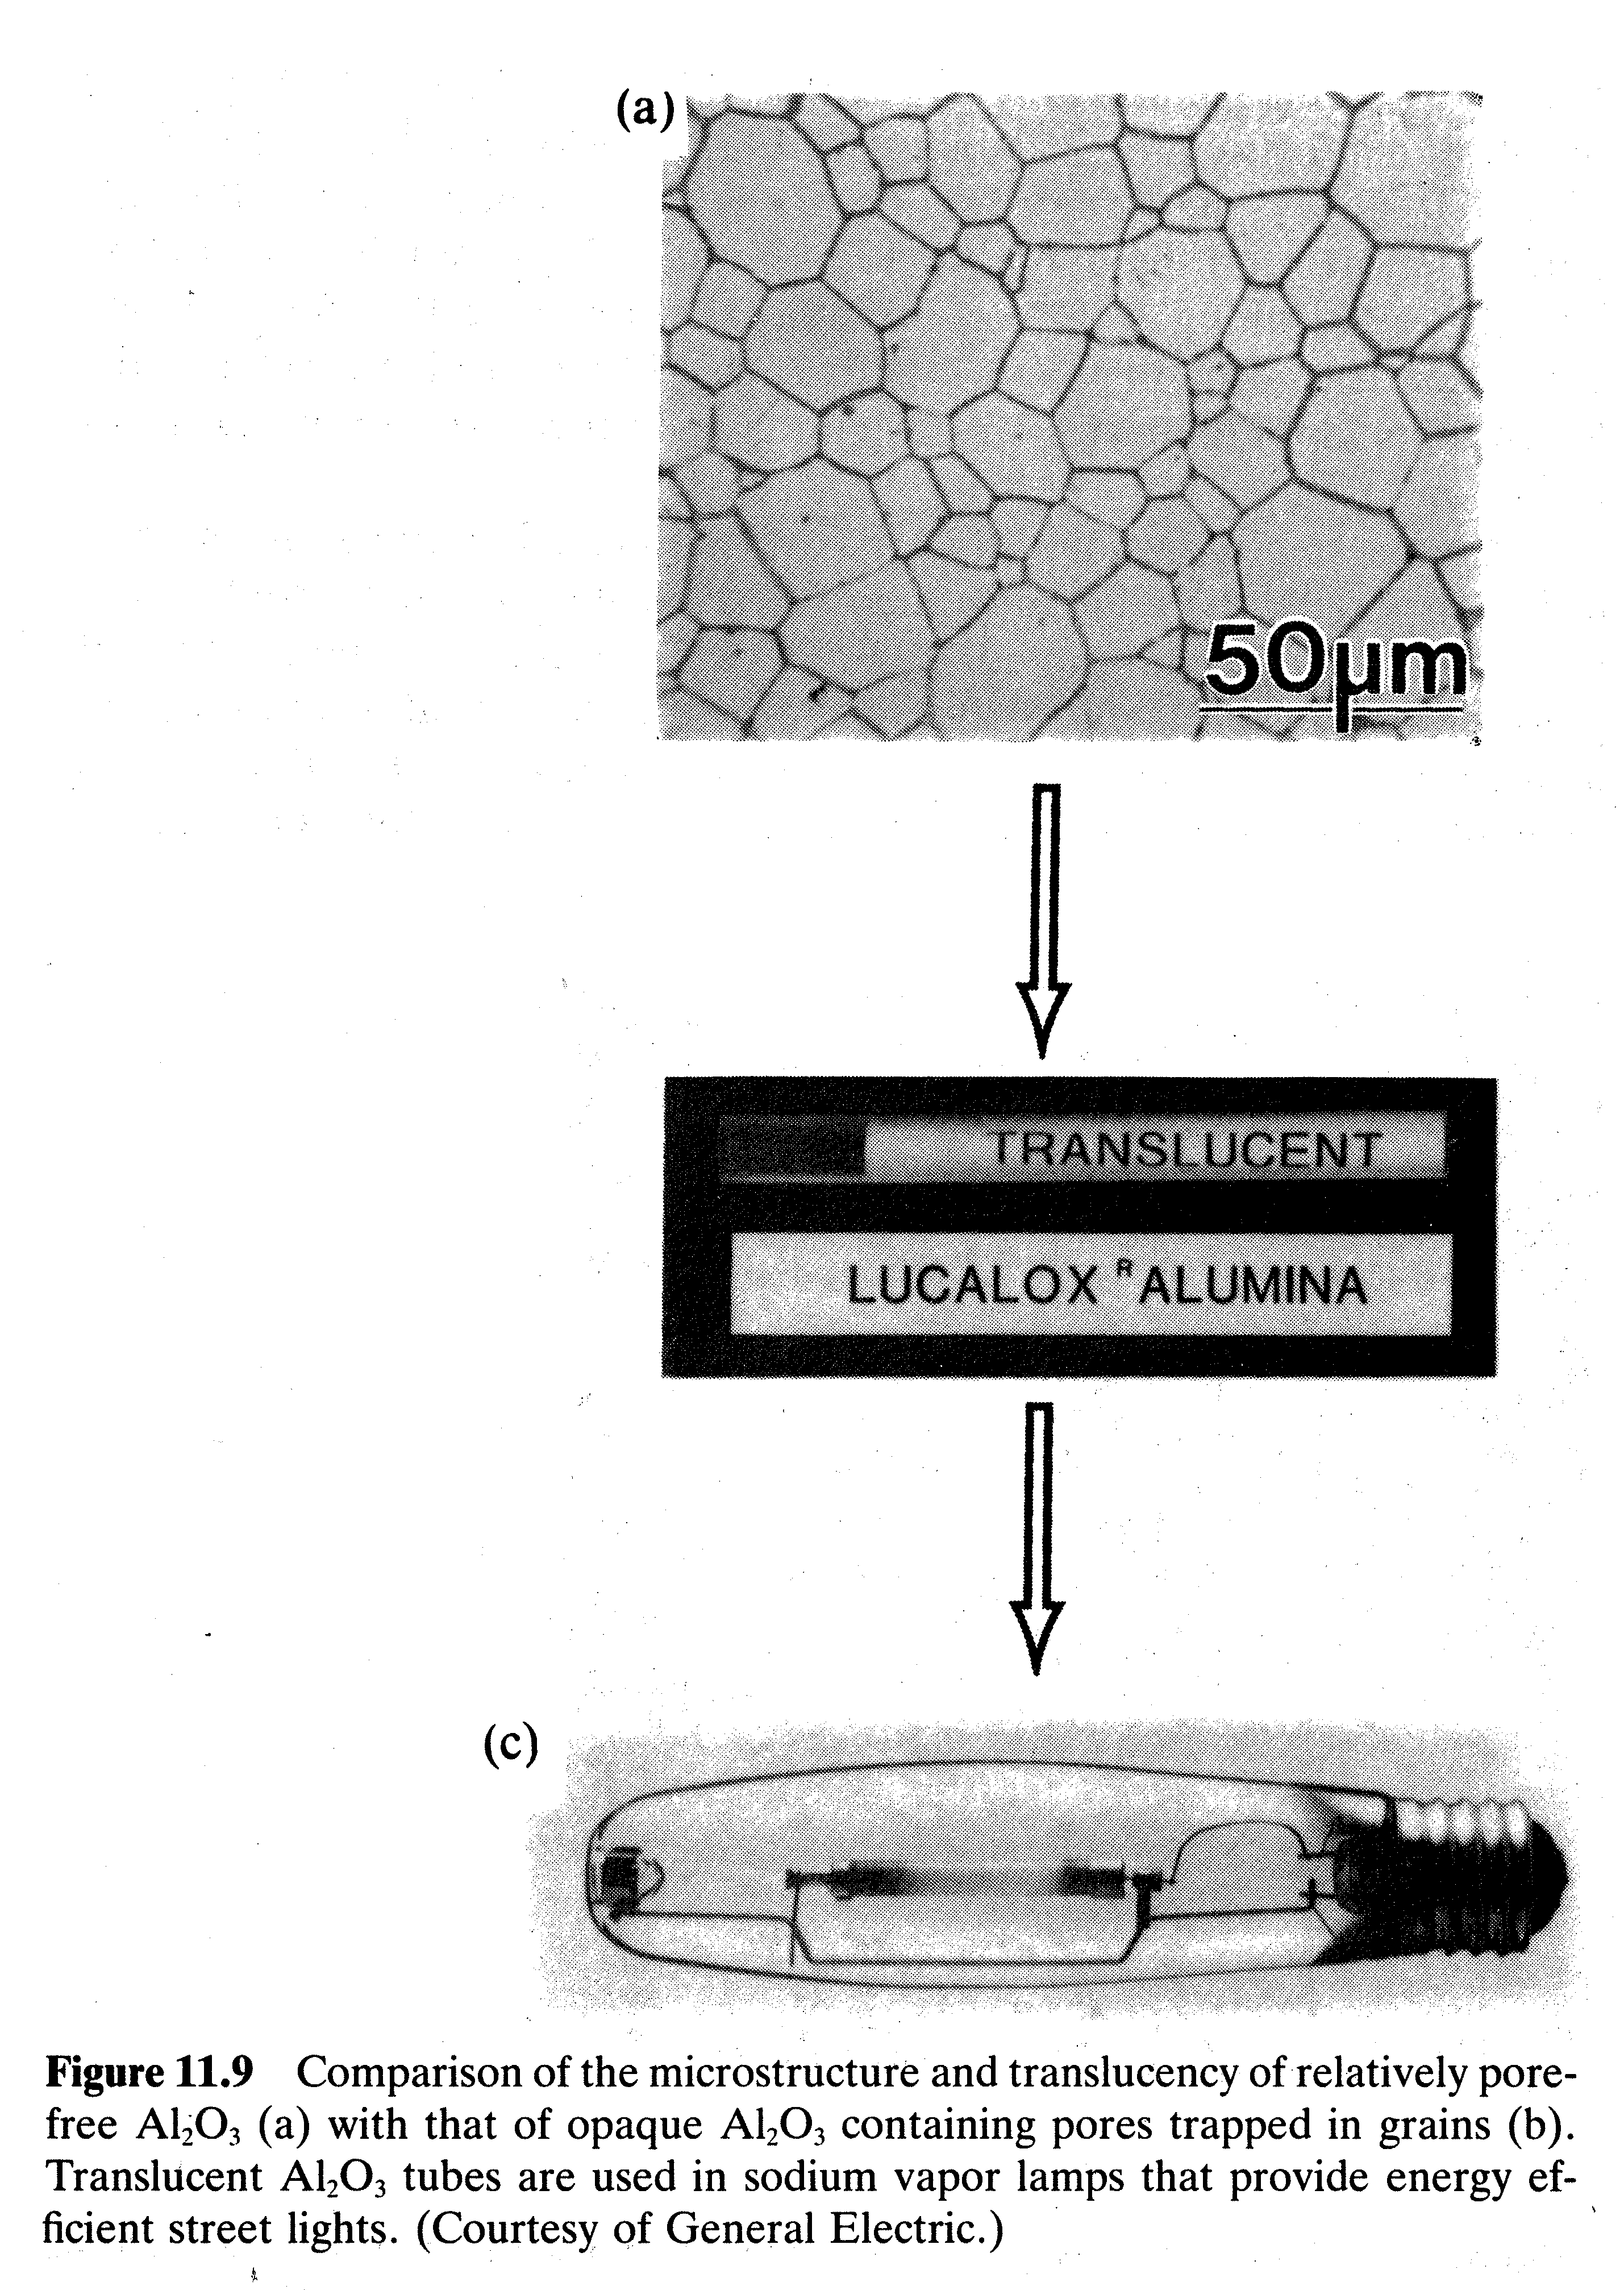 (a)
50µm
TRANSLUCENT
LUCALOX ᴿ ALUMINA
(c)
Figure 11.9 Comparison of the microstructure and translucency of relatively pore-
free Al₂O₃ (a) with that of opaque Al₂O₃ containing pores trapped in grains (b).
Translucent Al₂O₃ tubes are used in sodium vapor lamps that provide energy ef-
ficient street lights. (Courtesy of General Electric.)